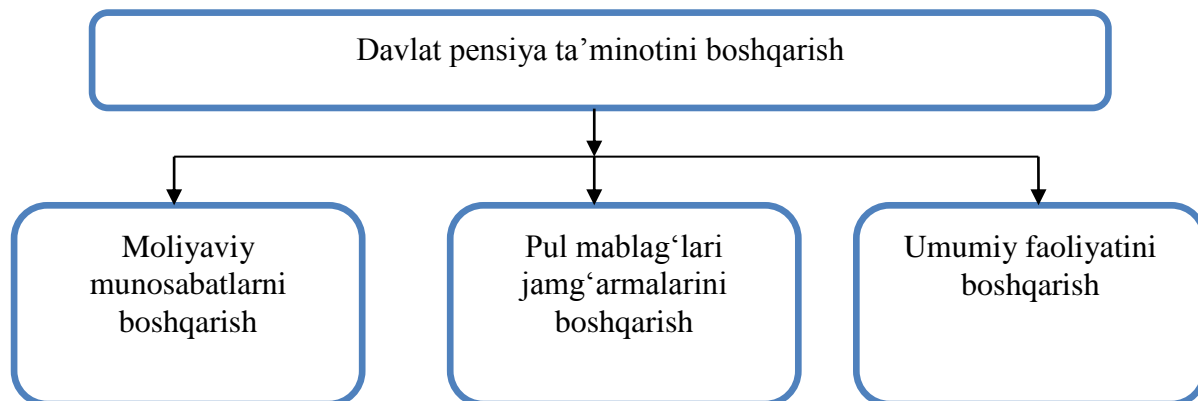 Davlat pensiya ta’minotini boshqarish
Moliyaviy
munosabatlarni
boshqarish
Pul mablag‘lari
jamg‘armalarini
boshqarish
Umumiy faoliyatini
boshqarish